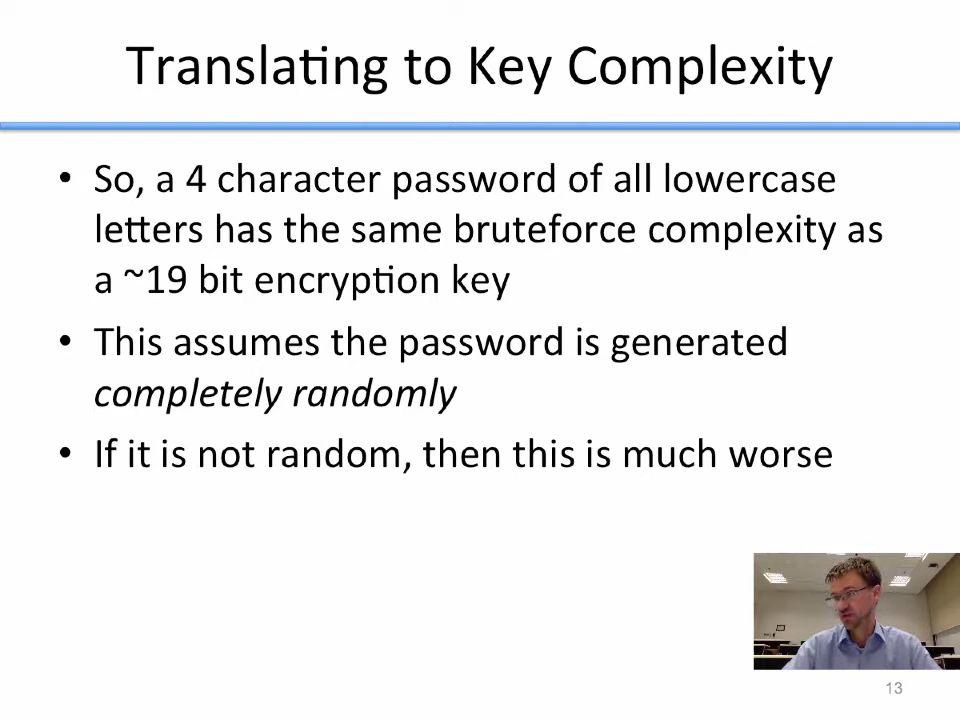 Translating to Key Complexity
• So, a 4 character password of all lowercase
letters has the same bruteforce complexity as
a ~19 bit encryption key
• This assumes the password is generated
completely randomly
• If it is not random, then this is much worse
13